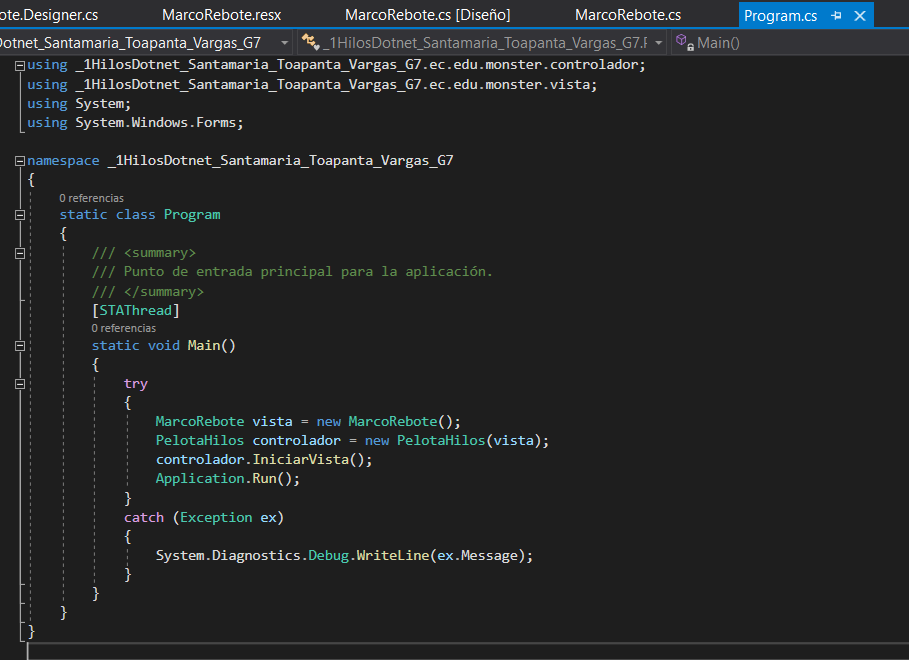 ote.Designer.cs MarcoRebote.resx MarcoRebote.cs [Diseño] MarcoRebote.cs Program.cs
Dotnet_Santamaria_Toapanta_Vargas_G7 _1HilosDotnet_Santamaria_Toapanta_Vargas_G7.F Main()
using _1HilosDotnet_Santamaria_Toapanta_Vargas_G7.ec.edu.monster.controlador;
using _1HilosDotnet_Santamaria_Toapanta_Vargas_G7.ec.edu.monster.vista;
using System;
using System.Windows.Forms;
namespace _1HilosDotnet_Santamaria_Toapanta_Vargas_G7
{
0 referencias
static class Program
{
/// <summary>
/// Punto de entrada principal para la aplicación.
/// </summary>
[STAThread]
0 referencias
static void Main()
{
try
{
MarcoRebote vista = new MarcoRebote();
PelotaHilos controlador = new PelotaHilos(vista);
controlador.IniciarVista();
Application.Run();
}
catch (Exception ex)
{
System.Diagnostics.Debug.WriteLine(ex.Message);
}
}
}
}